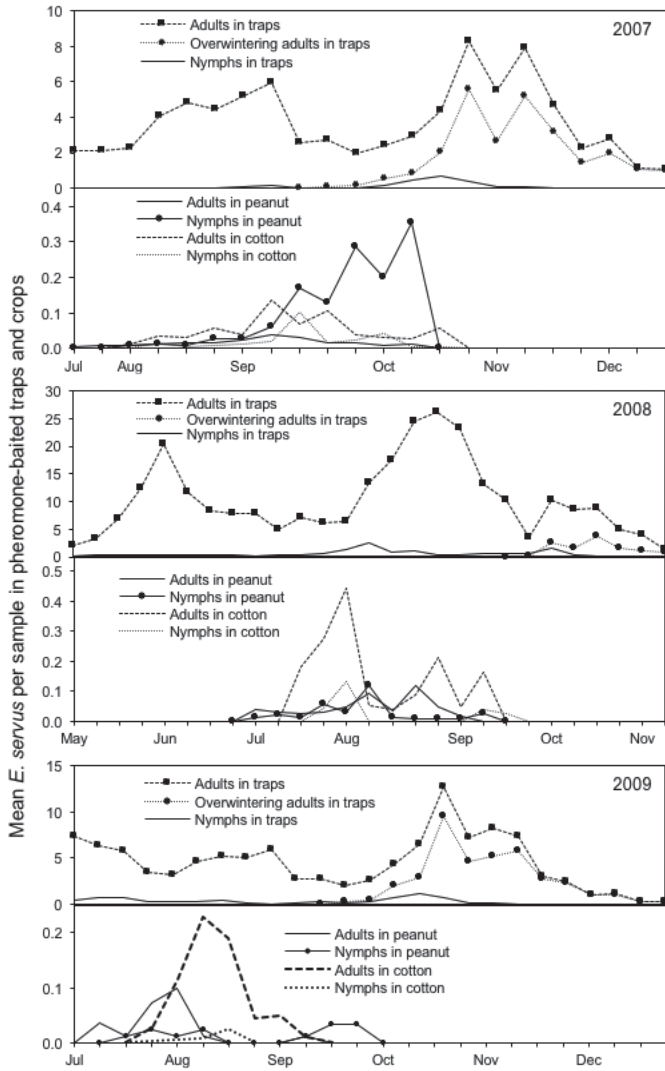 Mean E. servus per sample in pheromone-baited traps and crops
2007
Adults in traps
Overwintering adults in traps
Nymphs in traps
10
8
6
4
2
0
Adults in peanut
Nymphs in peanut
Adults in cotton
Nymphs in cotton
0.4
0.3
0.2
0.1
0.0
Jul Aug Sep Oct Nov Dec
2008
Adults in traps
Overwintering adults in traps
Nymphs in traps
30
25
20
15
10
5
0
Adults in peanut
Nymphs in peanut
Adults in cotton
Nymphs in cotton
0.5
0.4
0.3
0.2
0.1
0.0
May Jun Jul Aug Sep Oct Nov
2009
Adults in traps
Overwintering adults in traps
Nymphs in traps
15
10
5
0
Adults in peanut
Nymphs in peanut
Adults in cotton
Nymphs in cotton
0.2
0.1
0.0
Jul Aug Sep Oct Nov Dec